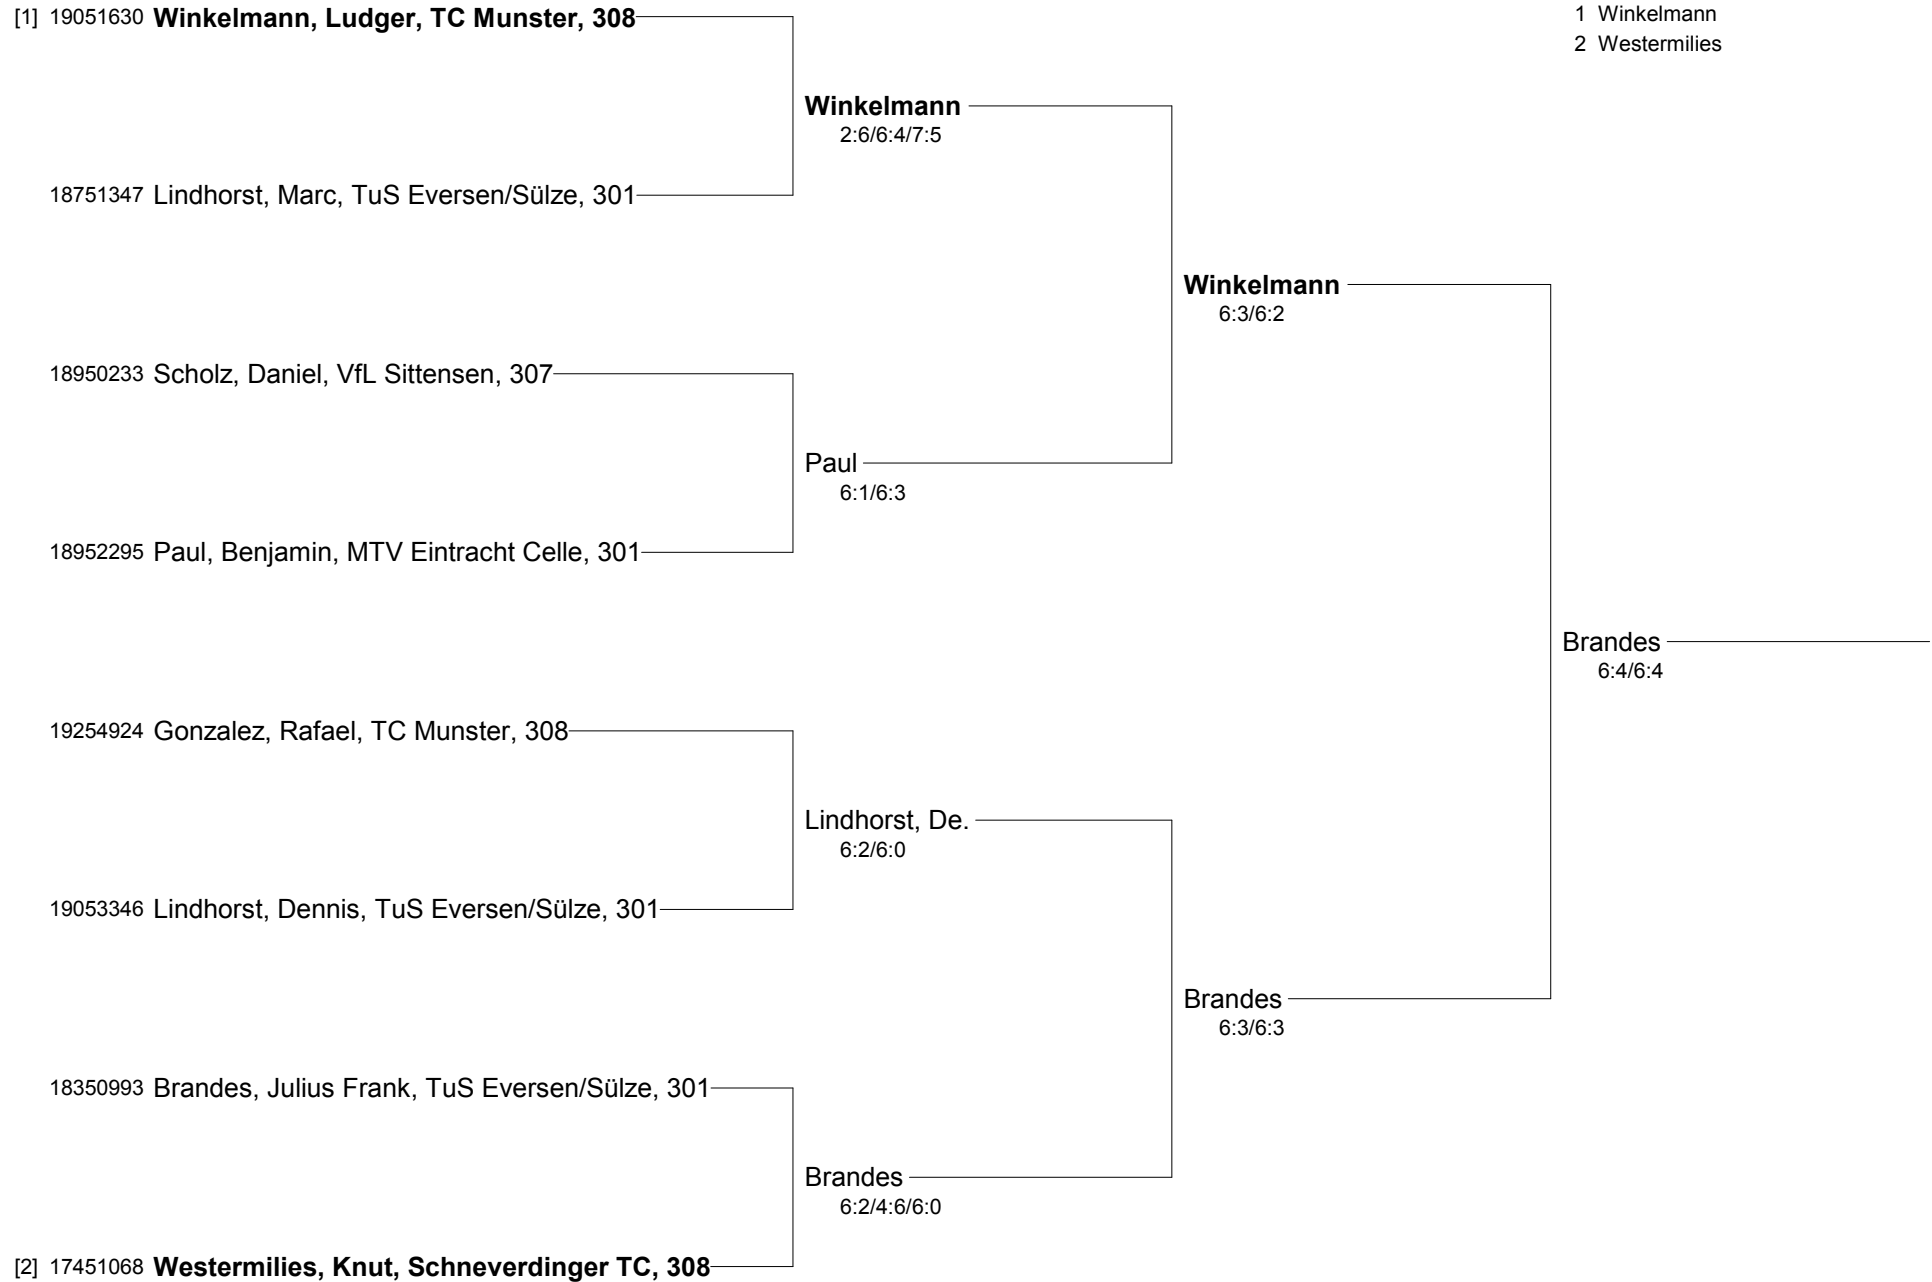 [1] 19051630 Winkelmann, Ludger, TC Munster, 308
1 Winkelmann
2 Westermilies
Winkelmann
2:6/6:4/7:5
18751347 Lindhorst, Marc, TuS Eversen/Sülze, 301
Winkelmann
6:3/6:2
18950233 Scholz, Daniel, VfL Sittensen, 307
Paul
6:1/6:3
18952295 Paul, Benjamin, MTV Eintracht Celle, 301
Brandes
6:4/6:4
19254924 Gonzalez, Rafael, TC Munster, 308
Lindhorst, De.
6:2/6:0
19053346 Lindhorst, Dennis, TuS Eversen/Sülze, 301
Brandes
6:3/6:3
18350993 Brandes, Julius Frank, TuS Eversen/Sülze, 301
Brandes
6:2/4:6/6:0
[2] 17451068 Westermilies, Knut, Schneverdinger TC, 308